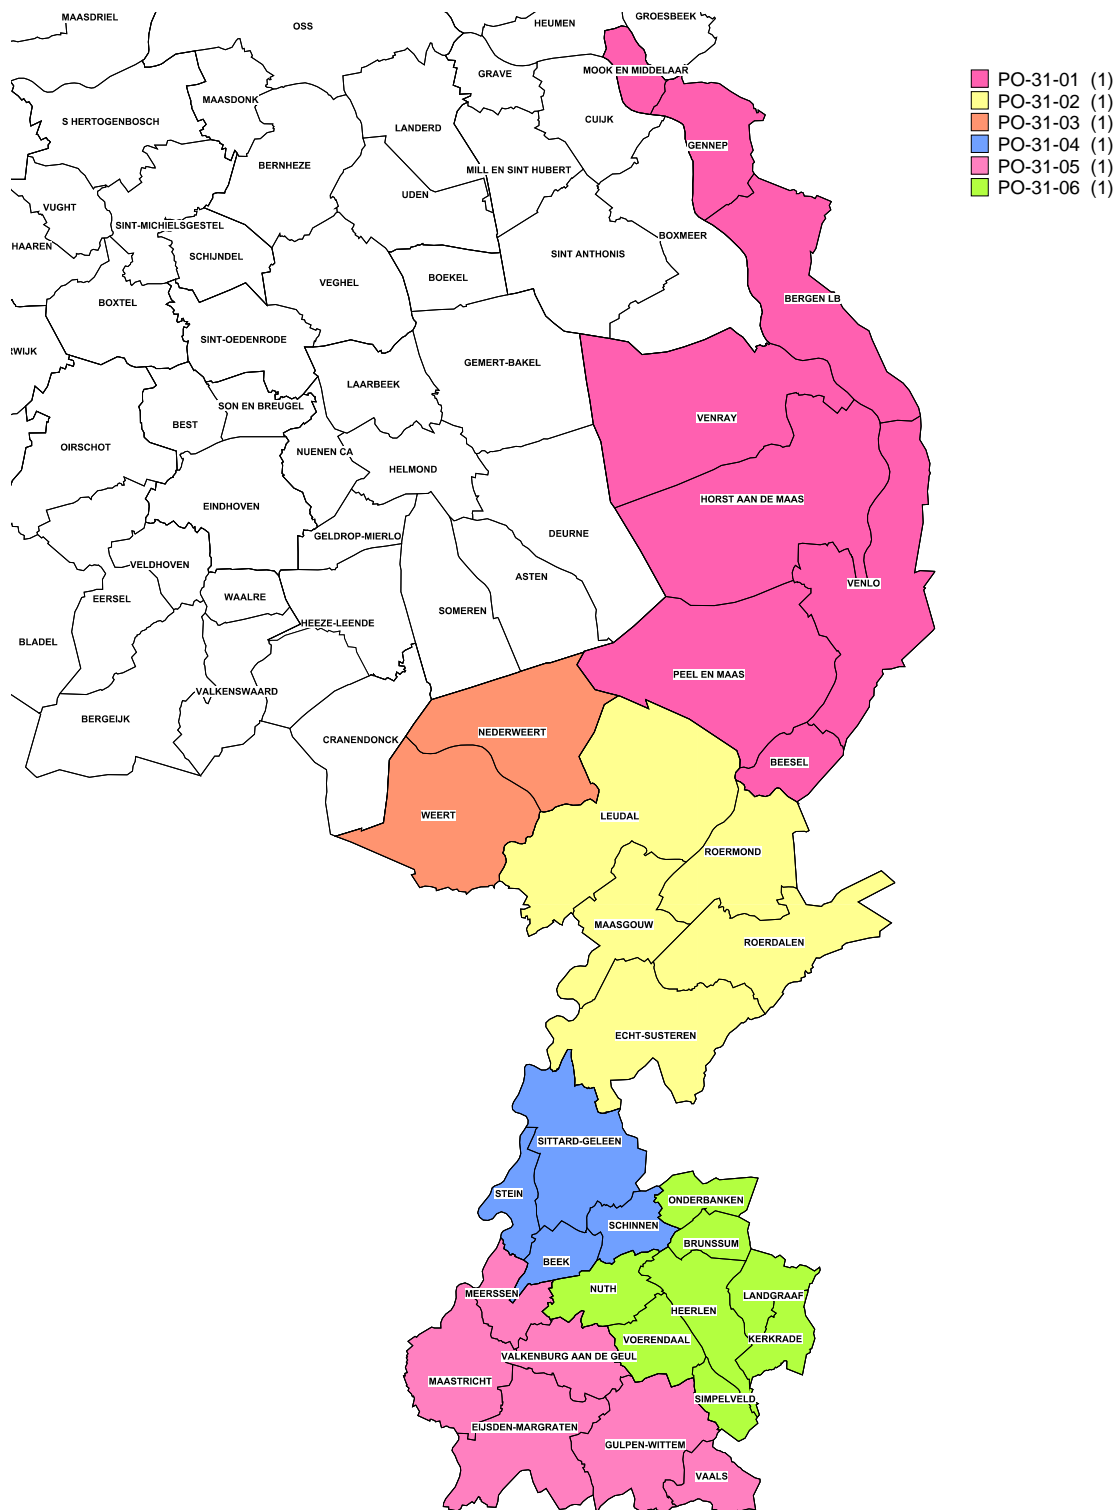 MAASDRIEL
OSS
HEUMEN
GROESBEEK
GRAVE
MOOK EN MIDDELAAR
MAASDONK
S HERTOGENBOSCH
LANDERD
CUIJK
GENNEP
BERNHEZE
MILL EN SINT HUBERT
UDEN
VUGHT
SINT-MICHIELSGESTEL
BOXMEER
HAAREN
SCHIJNDEL
SINT ANTHONIS
BOEKEL
VEGHEL
BOXTEL
BERGEN LB
SINT-OEDENRODE
RWIJK
GEMERT-BAKEL
LAARBEEK
SON EN BREUGEL
VENRAY
BEST
OIRSCHOT
NUENEN CA
HELMOND
HORST AAN DE MAAS
EINDHOVEN
GELDROP-MIERLO
DEURNE
VELDHOVEN
ASTEN
VENLO
EERSEL
WAALRE
SOMEREN
HEEZE-LEENDE
BLADEL
PEEL EN MAAS
VALKENSWAARD
BERGEIJK
NEDERWEERT
CRANENDONCK
BEESEL
WEERT
LEUDAL
ROERMOND
MAASGOUW
ROERDALEN
ECHT-SUSTEREN
SITTARD-GELEEN
STEIN
ONDERBANKEN
SCHINNEN
BRUNSSUM
BEEK
NUTH
MEERSSEN
LANDGRAAF
HEERLEN
VOERENDAAL
KERKRADE
VALKENBURG AAN DE GEUL
MAASTRICHT
SIMPELVELD
EIJSDEN-MARGRATEN
GULPEN-WITTEM
VAALS
PO-31-01 (1)
PO-31-02 (1)
PO-31-03 (1)
PO-31-04 (1)
PO-31-05 (1)
PO-31-06 (1)